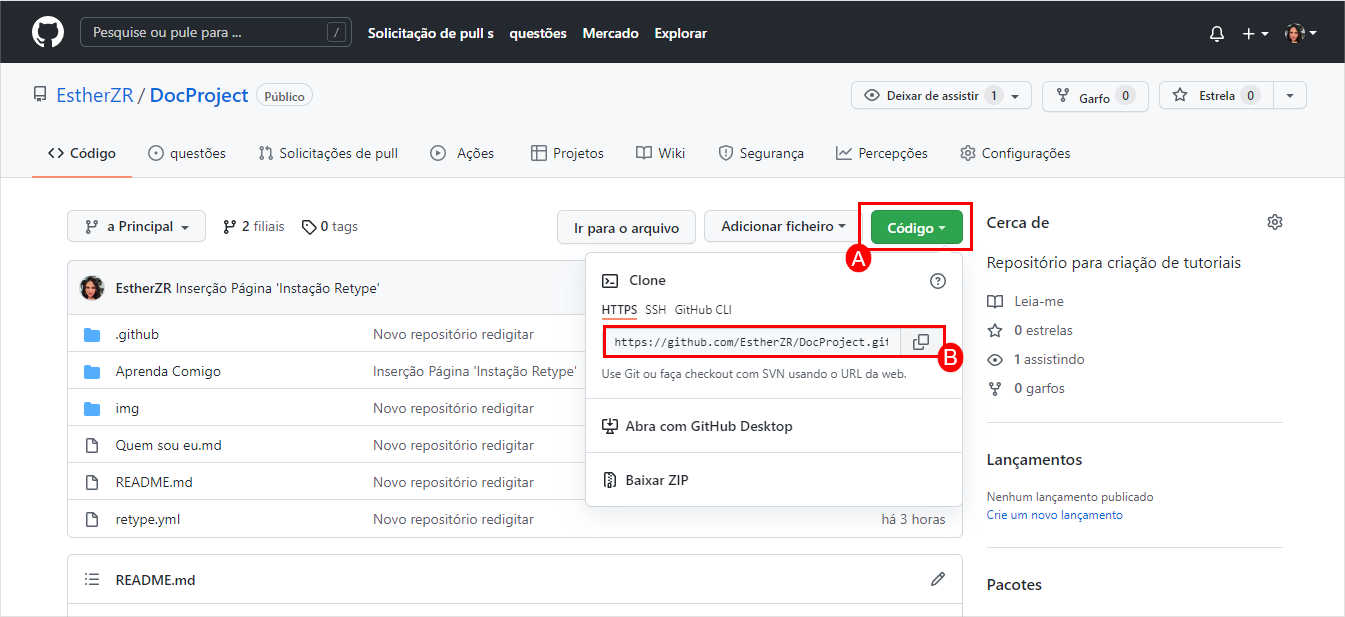 Pesquise ou pule para ... / Solicitação de pull s questões Mercado Explorar
EstherZR / DocProject Público Deixar de assistir 1 Garfo 0 Estrela 0
Código questões Solicitações de pull Ações Projetos Wiki Segurança Percepções Configurações
a Principal 2 filiais 0 tags Ir para o arquivo Adicionar ficheiro Código
A
EstherZR Inserção Página 'Instação Retype'
.github Novo repositório redigitar
Aprenda Comigo Inserção Página 'Instação Retype'
img Novo repositório redigitar
Quem sou eu.md Novo repositório redigitar
README.md Novo repositório redigitar
retype.yml Novo repositório redigitar há 3 horas
Clone
HTTPS SSH GitHub CLI
https://github.com/EstherZR/DocProject.git
B
Use Git ou faça checkout com SVN usando o URL da web.
Abra com GitHub Desktop
Baixar ZIP
README.md
Cerca de
Repositório para criação de tutoriais
Leia-me
0 estrelas
1 assistindo
0 garfos
Lançamentos
Nenhum lançamento publicado
Crie um novo lançamento
Pacotes